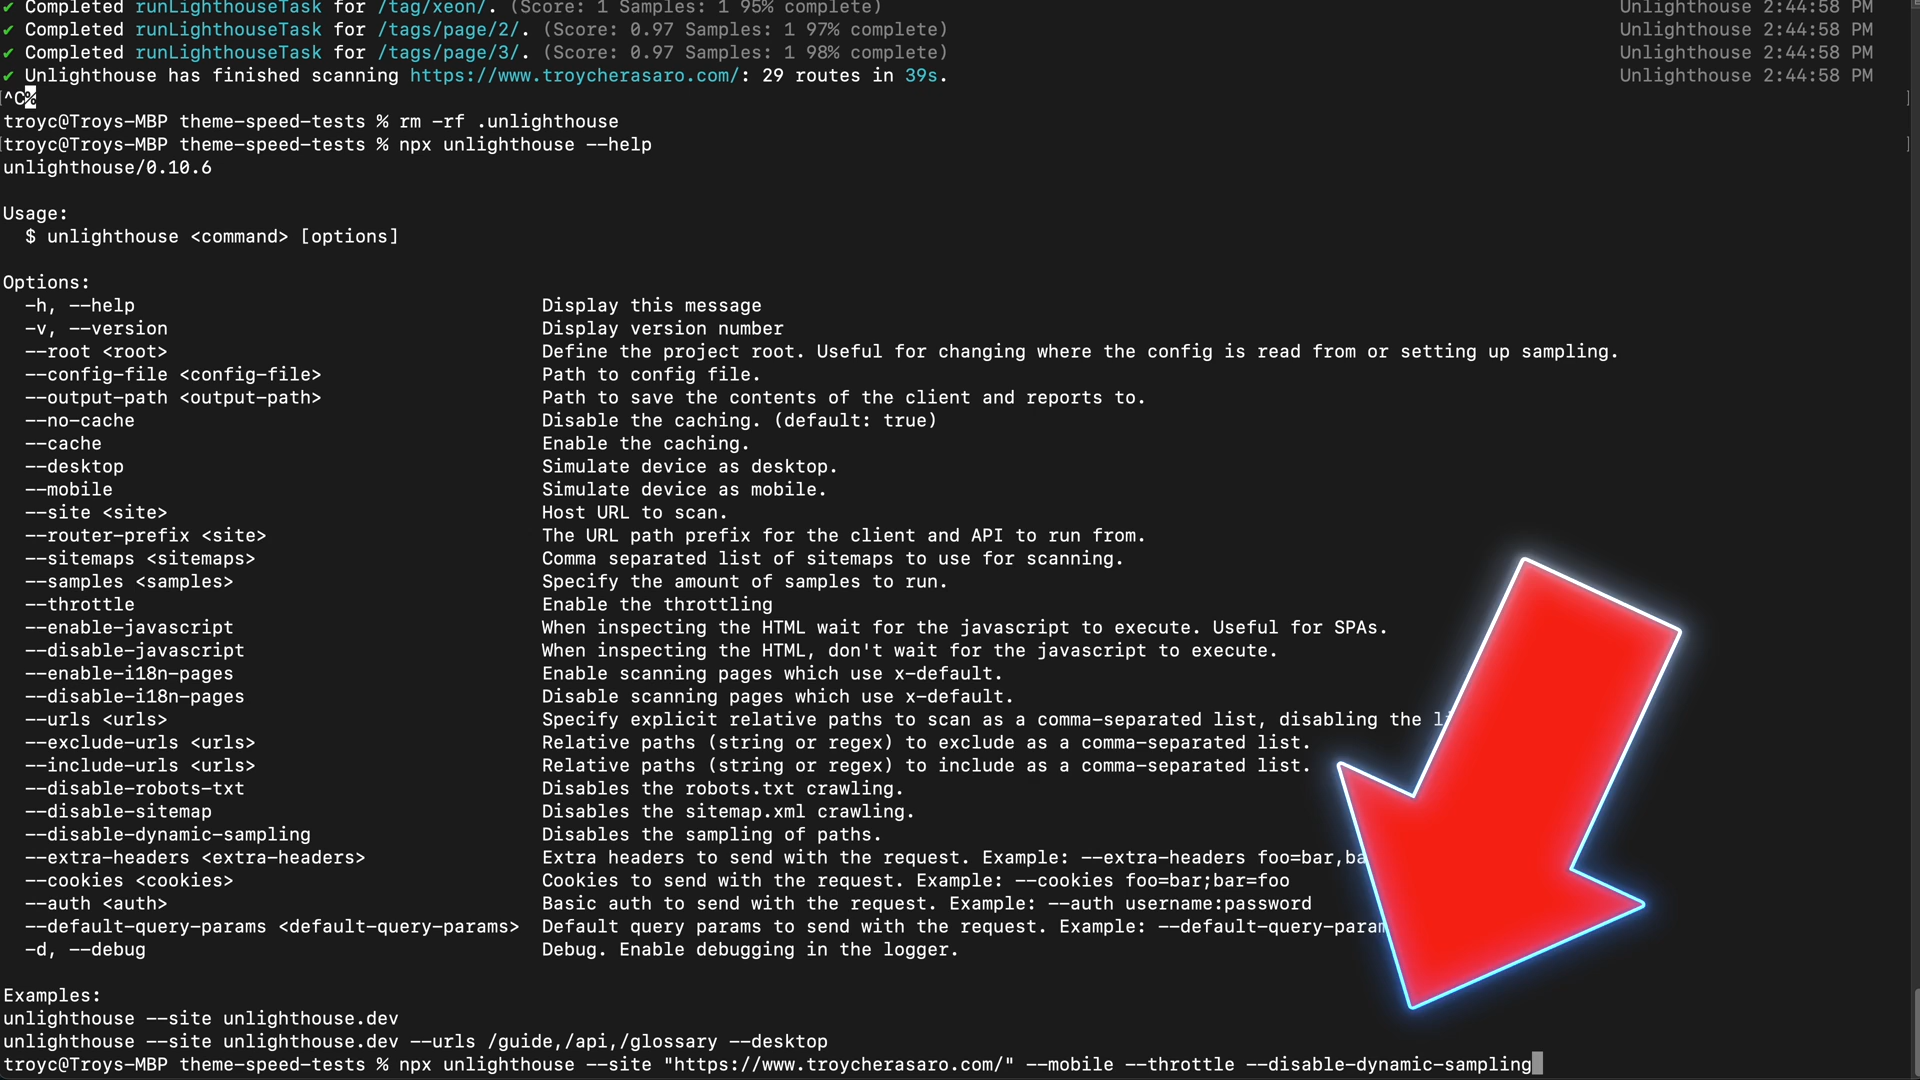 ✔ Completed runLighthouseTask for /tag/xeon/. (Score: 1 Samples: 1 95% complete) Unlighthouse 2:44:58 PM
✔ Completed runLighthouseTask for /tags/page/2/. (Score: 0.97 Samples: 1 97% complete) Unlighthouse 2:44:58 PM
✔ Completed runLighthouseTask for /tags/page/3/. (Score: 0.97 Samples: 1 98% complete) Unlighthouse 2:44:58 PM
✔ Unlighthouse has finished scanning https://www.troycherasaro.com/: 29 routes in 39s. Unlighthouse 2:44:58 PM
^C%
troyc@Troys-MBP theme-speed-tests % rm -rf .unlighthouse
troyc@Troys-MBP theme-speed-tests % npx unlighthouse --help
unlighthouse/0.10.6
Usage:
$ unlighthouse <command> [options]
Options:
-h, --help Display this message
-v, --version Display version number
--root <root> Define the project root. Useful for changing where the config is read from or setting up sampling.
--config-file <config-file> Path to config file.
--output-path <output-path> Path to save the contents of the client and reports to.
--no-cache Disable the caching. (default: true)
--cache Enable the caching.
--desktop Simulate device as desktop.
--mobile Simulate device as mobile.
--site <site> Host URL to scan.
--router-prefix <site> The URL path prefix for the client and API to run from.
--sitemaps <sitemaps> Comma separated list of sitemaps to use for scanning.
--samples <samples> Specify the amount of samples to run.
--throttle Enable the throttling
--enable-javascript When inspecting the HTML wait for the javascript to execute. Useful for SPAs.
--disable-javascript When inspecting the HTML, don't wait for the javascript to execute.
--enable-i18n-pages Enable scanning pages which use x-default.
--disable-i18n-pages Disable scanning pages which use x-default.
--urls <urls> Specify explicit relative paths to scan as a comma-separated list, disabling the
--exclude-urls <urls> Relative paths (string or regex) to exclude as a comma-separated list.
--include-urls <urls> Relative paths (string or regex) to include as a comma-separated list.
--disable-robots-txt Disables the robots.txt crawling.
--disable-sitemap Disables the sitemap.xml crawling.
--disable-dynamic-sampling Disables the sampling of paths.
--extra-headers <extra-headers> Extra headers to send with the request. Example: --extra-headers foo=bar,ba
--cookies <cookies> Cookies to send with the request. Example: --cookies foo=bar;bar=foo
--auth <auth> Basic auth to send with the request. Example: --auth username:password
--default-query-params <default-query-params> Default query params to send with the request. Example: --default-query-param
-d, --debug Debug. Enable debugging in the logger.
Examples:
unlighthouse --site unlighthouse.dev
unlighthouse --site unlighthouse.dev --urls /guide,/api,/glossary --desktop
troyc@Troys-MBP theme-speed-tests % npx unlighthouse --site "https://www.troycherasaro.com/" --mobile --throttle --disable-dynamic-sampling